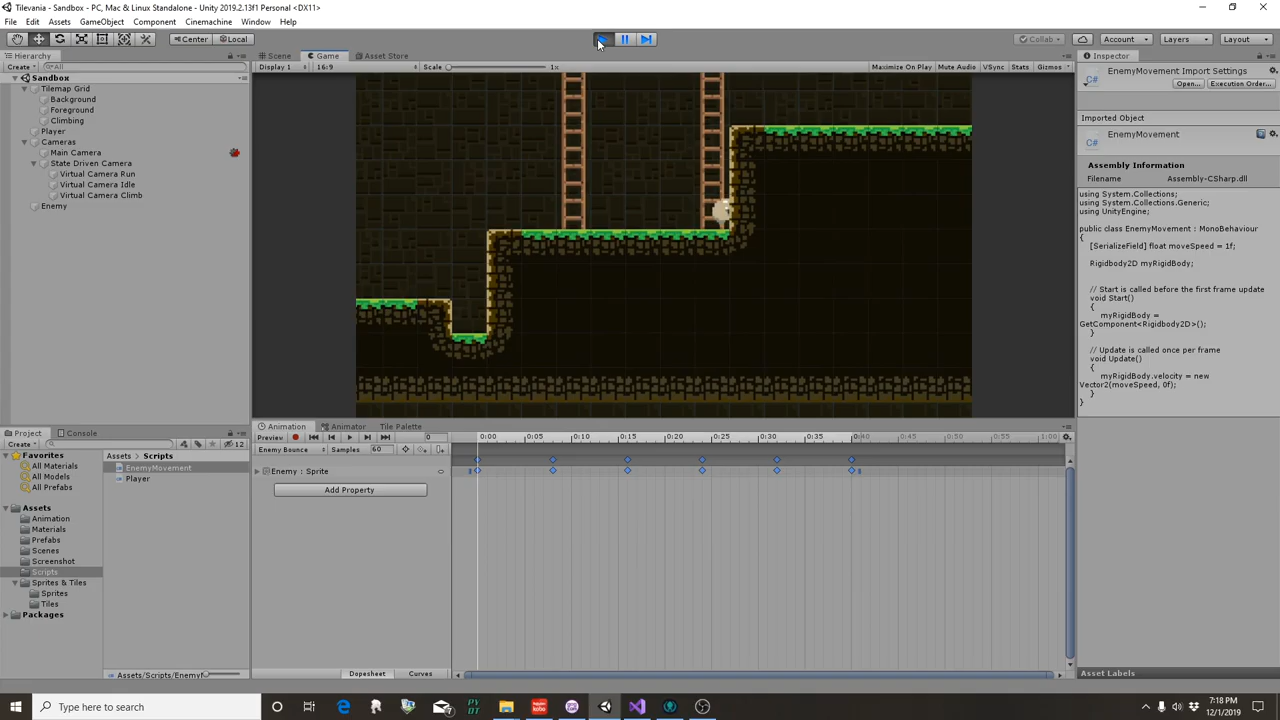 Tilevania - Sandbox - PC, Mac & Linux Standalone - Unity 2019.2.13f1 Personal <DX11>
File Edit Assets GameObject Component Cinemachine Window Help
Center Local Collab Account Layers Layout
Hierarchy Scene Game Asset Store Inspector
Create All Display 1 16:9 Scale 1x Maximize On Play Mute Audio VSync Stats Gizmos
EnemyMovement Import Settings
Open... Execution Order...
Sandbox
Tilemap Grid
Background
Foreground
Climbing
Player
Cameras
Main Camera
State Driven Camera
Virtual Camera Run
Virtual Camera Idle
Virtual Camera Climb
Enemy
Imported Object
EnemyMovement
Assembly Information
Filename Assembly-CSharp.dll
using System.Collections;
using System.Collections.Generic;
using UnityEngine;
public class EnemyMovement : MonoBehaviour
{
[SerializeField] float moveSpeed = 1f;
Rigidbody2D myRigidBody;
// Start is called before the first frame update
void Start()
{
myRigidBody =
GetComponent<Rigidbody2D>();
}
// Update is called once per frame
void Update()
{
myRigidBody.velocity = new
Vector2(moveSpeed, 0f);
}
}
Project Console
Create 12
Favorites
All Materials
All Models
All Prefabs
Assets
Animation
Materials
Prefabs
Scenes
Screenshot
Scripts
Sprites & Tiles
Sprites
Tiles
Packages
Assets Scripts
EnemyMovement
Player
Assets/Scripts/Enemy
Animation Animator Tile Palette
Preview 0 0:00 0:05 0:10 0:15 0:20 0:25 0:30 0:35 0:40 0:45 0:50 0:55 1:00
Enemy Bounce Samples 60
Enemy : Sprite
Add Property
Dopesheet Curves
Asset Labels
Type here to search
7:18 PM
12/1/2019